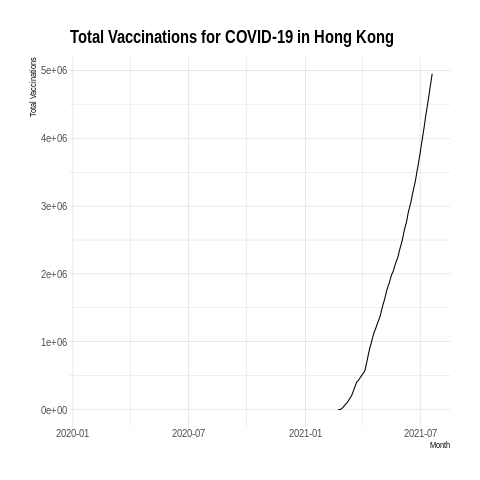 Total Vaccinations for COVID-19 in Hong Kong
Total Vaccinations
5e+06
4e+06
3e+06
2e+06
1e+06
0e+00
2020-01 2020-07 2021-01 2021-07
Month